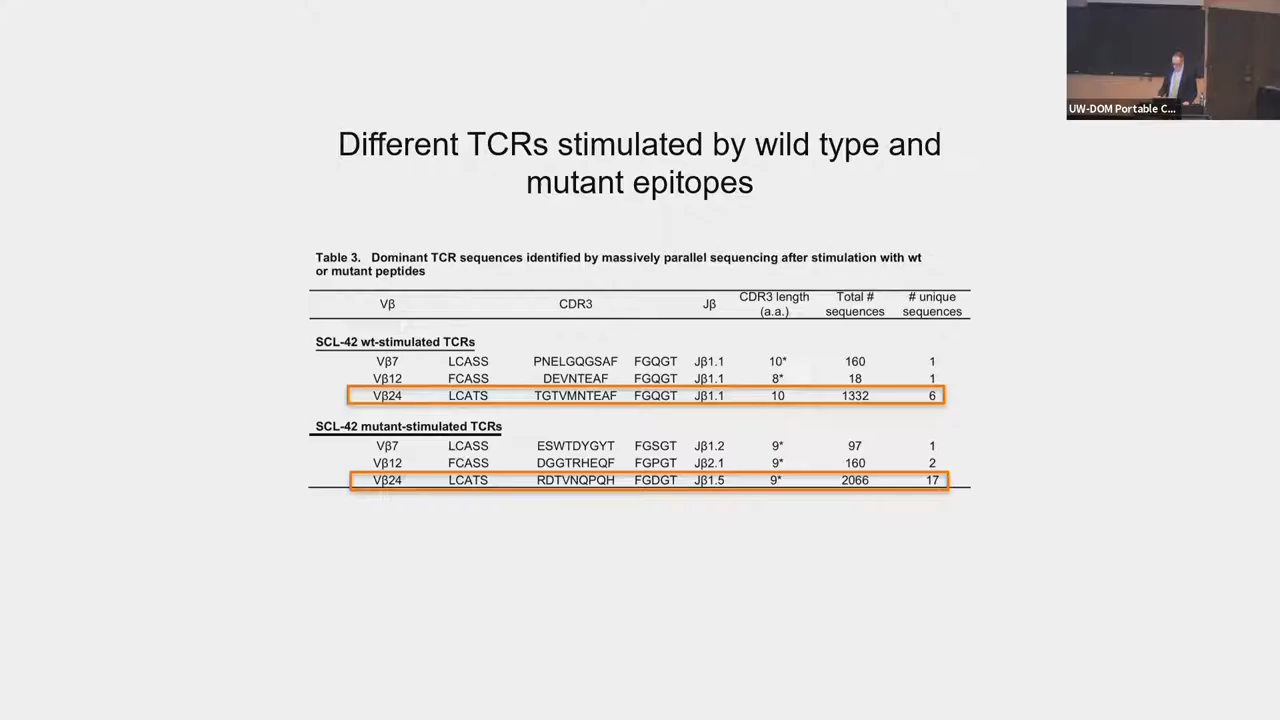 UW-DOM Portable C...
Different TCRs stimulated by wild type and
mutant epitopes
Table 3. Dominant TCR sequences identified by massively parallel sequencing after stimulation with wt
or mutant peptides
Vβ CDR3 Jβ CDR3 length (a.a.) Total # sequences # unique sequences
SCL-42 wt-stimulated TCRs
Vβ7 LCASS PNELGQGSAF FGQGT Jβ1.1 10* 160 1
Vβ12 FCASS DEVNTEAF FGQGT Jβ1.1 8* 18 1
Vβ24 LCATS TGTVMNTEAF FGQGT Jβ1.1 10 1332 6
SCL-42 mutant-stimulated TCRs
Vβ7 LCASS ESWTDYGYT FGSGT Jβ1.2 9* 97 1
Vβ12 FCASS DGGTRHEQF FGPGT Jβ2.1 9* 160 2
Vβ24 LCATS RDTVNQPQH FGDGT Jβ1.5 9* 2066 17